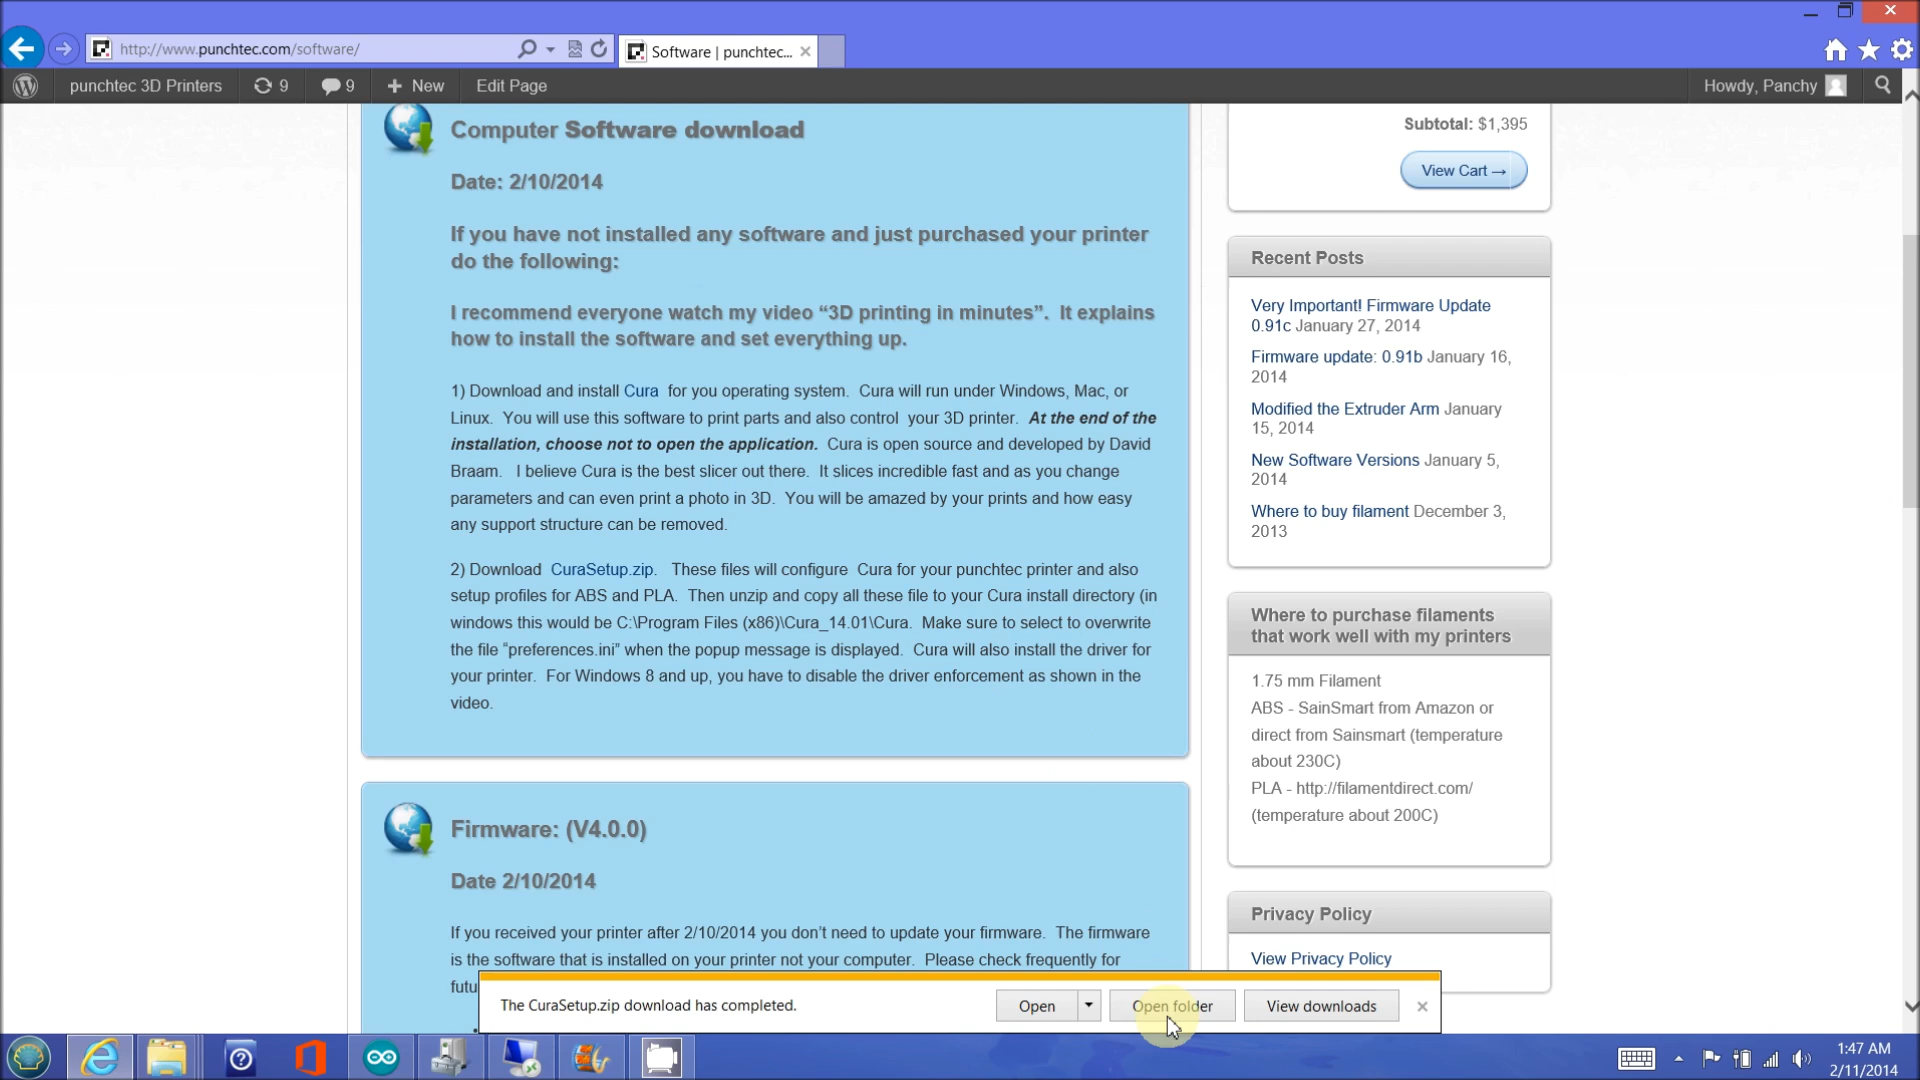 http://www.punchtec.com/software/
Software | punchtec...
punchtec 3D Printers
9
9
New
Edit Page
Howdy, Panchy
Computer Software download
Date: 2/10/2014
If you have not installed any software and just purchased your printer
do the following:
I recommend everyone watch my video “3D printing in minutes”.  It explains
how to install the software and set everything up.
1) Download and install Cura  for you operating system.  Cura will run under Windows, Mac, or
Linux.  You will use this software to print parts and also control  your 3D printer.  At the end of the
installation, choose not to open the application.  Cura is open source and developed by David
Braam.   I believe Cura is the best slicer out there.  It slices incredible fast and as you change
parameters and can even print a photo in 3D.  You will be amazed by your prints and how easy
any support structure can be removed.
2) Download  CuraSetup.zip.   These files will configure  Cura for your punchtec printer and also
setup profiles for ABS and PLA.  Then unzip and copy all these file to your Cura install directory (in
windows this would be C:\Program Files (x86)\Cura_14.01\Cura.  Make sure to select to overwrite
the file “preferences.ini” when the popup message is displayed.  Cura will also install the driver for
your printer.  For Windows 8 and up, you have to disable the driver enforcement as shown in the
video.
Firmware: (V4.0.0)
Date 2/10/2014
If you received your printer after 2/10/2014 you don’t need to update your firmware.  The firmware
is the software that is installed on your printer not your computer.  Please check frequently for
futu
Subtotal: $1,395
View Cart →
Recent Posts
Very Important! Firmware Update
0.91c January 27, 2014
Firmware update: 0.91b January 16,
2014
Modified the Extruder Arm January
15, 2014
New Software Versions January 5,
2014
Where to buy filament December 3,
2013
Where to purchase filaments
that work well with my printers
1.75 mm Filament
ABS - SainSmart from Amazon or
direct from Sainsmart (temperature
about 230C)
PLA - http://filamentdirect.com/
(temperature about 200C)
Privacy Policy
View Privacy Policy
The CuraSetup.zip download has completed.
Open
Open folder
View downloads
1:47 AM
2/11/2014